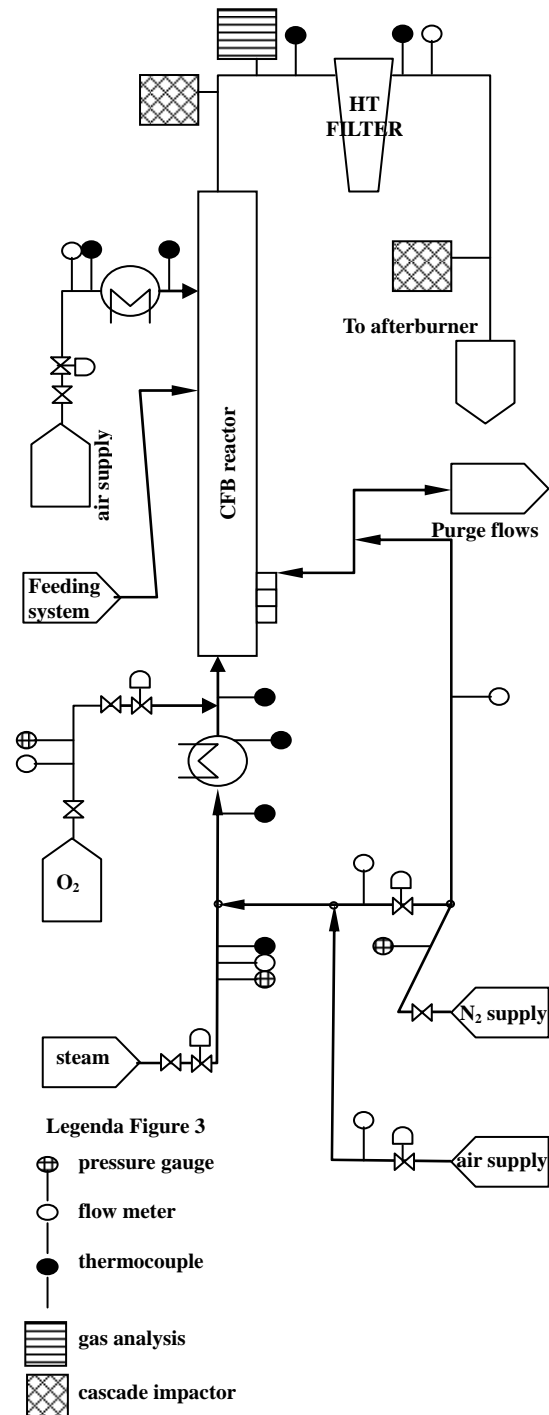 HT
FILTER
To afterburner
air supply
CFB reactor
Purge flows
Feeding
system
O₂
N₂ supply
steam
air supply
Legenda Figure 3
pressure gauge
flow meter
thermocouple
gas analysis
cascade impactor